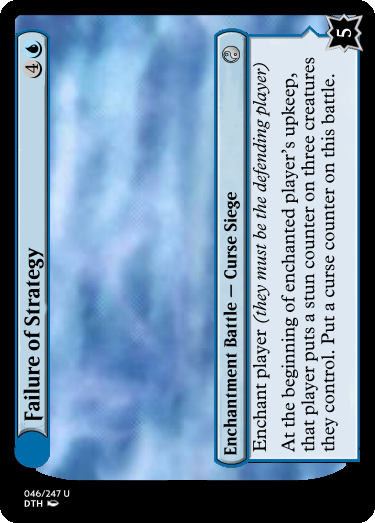 Failure of Strategy 4
Enchantment Battle — Curse Siege
Enchant player (they must be the defending player)
At the beginning of enchanted player's upkeep,
that player puts a stun counter on three creatures
they control. Put a curse counter on this battle.
5
046/247 U
DTH